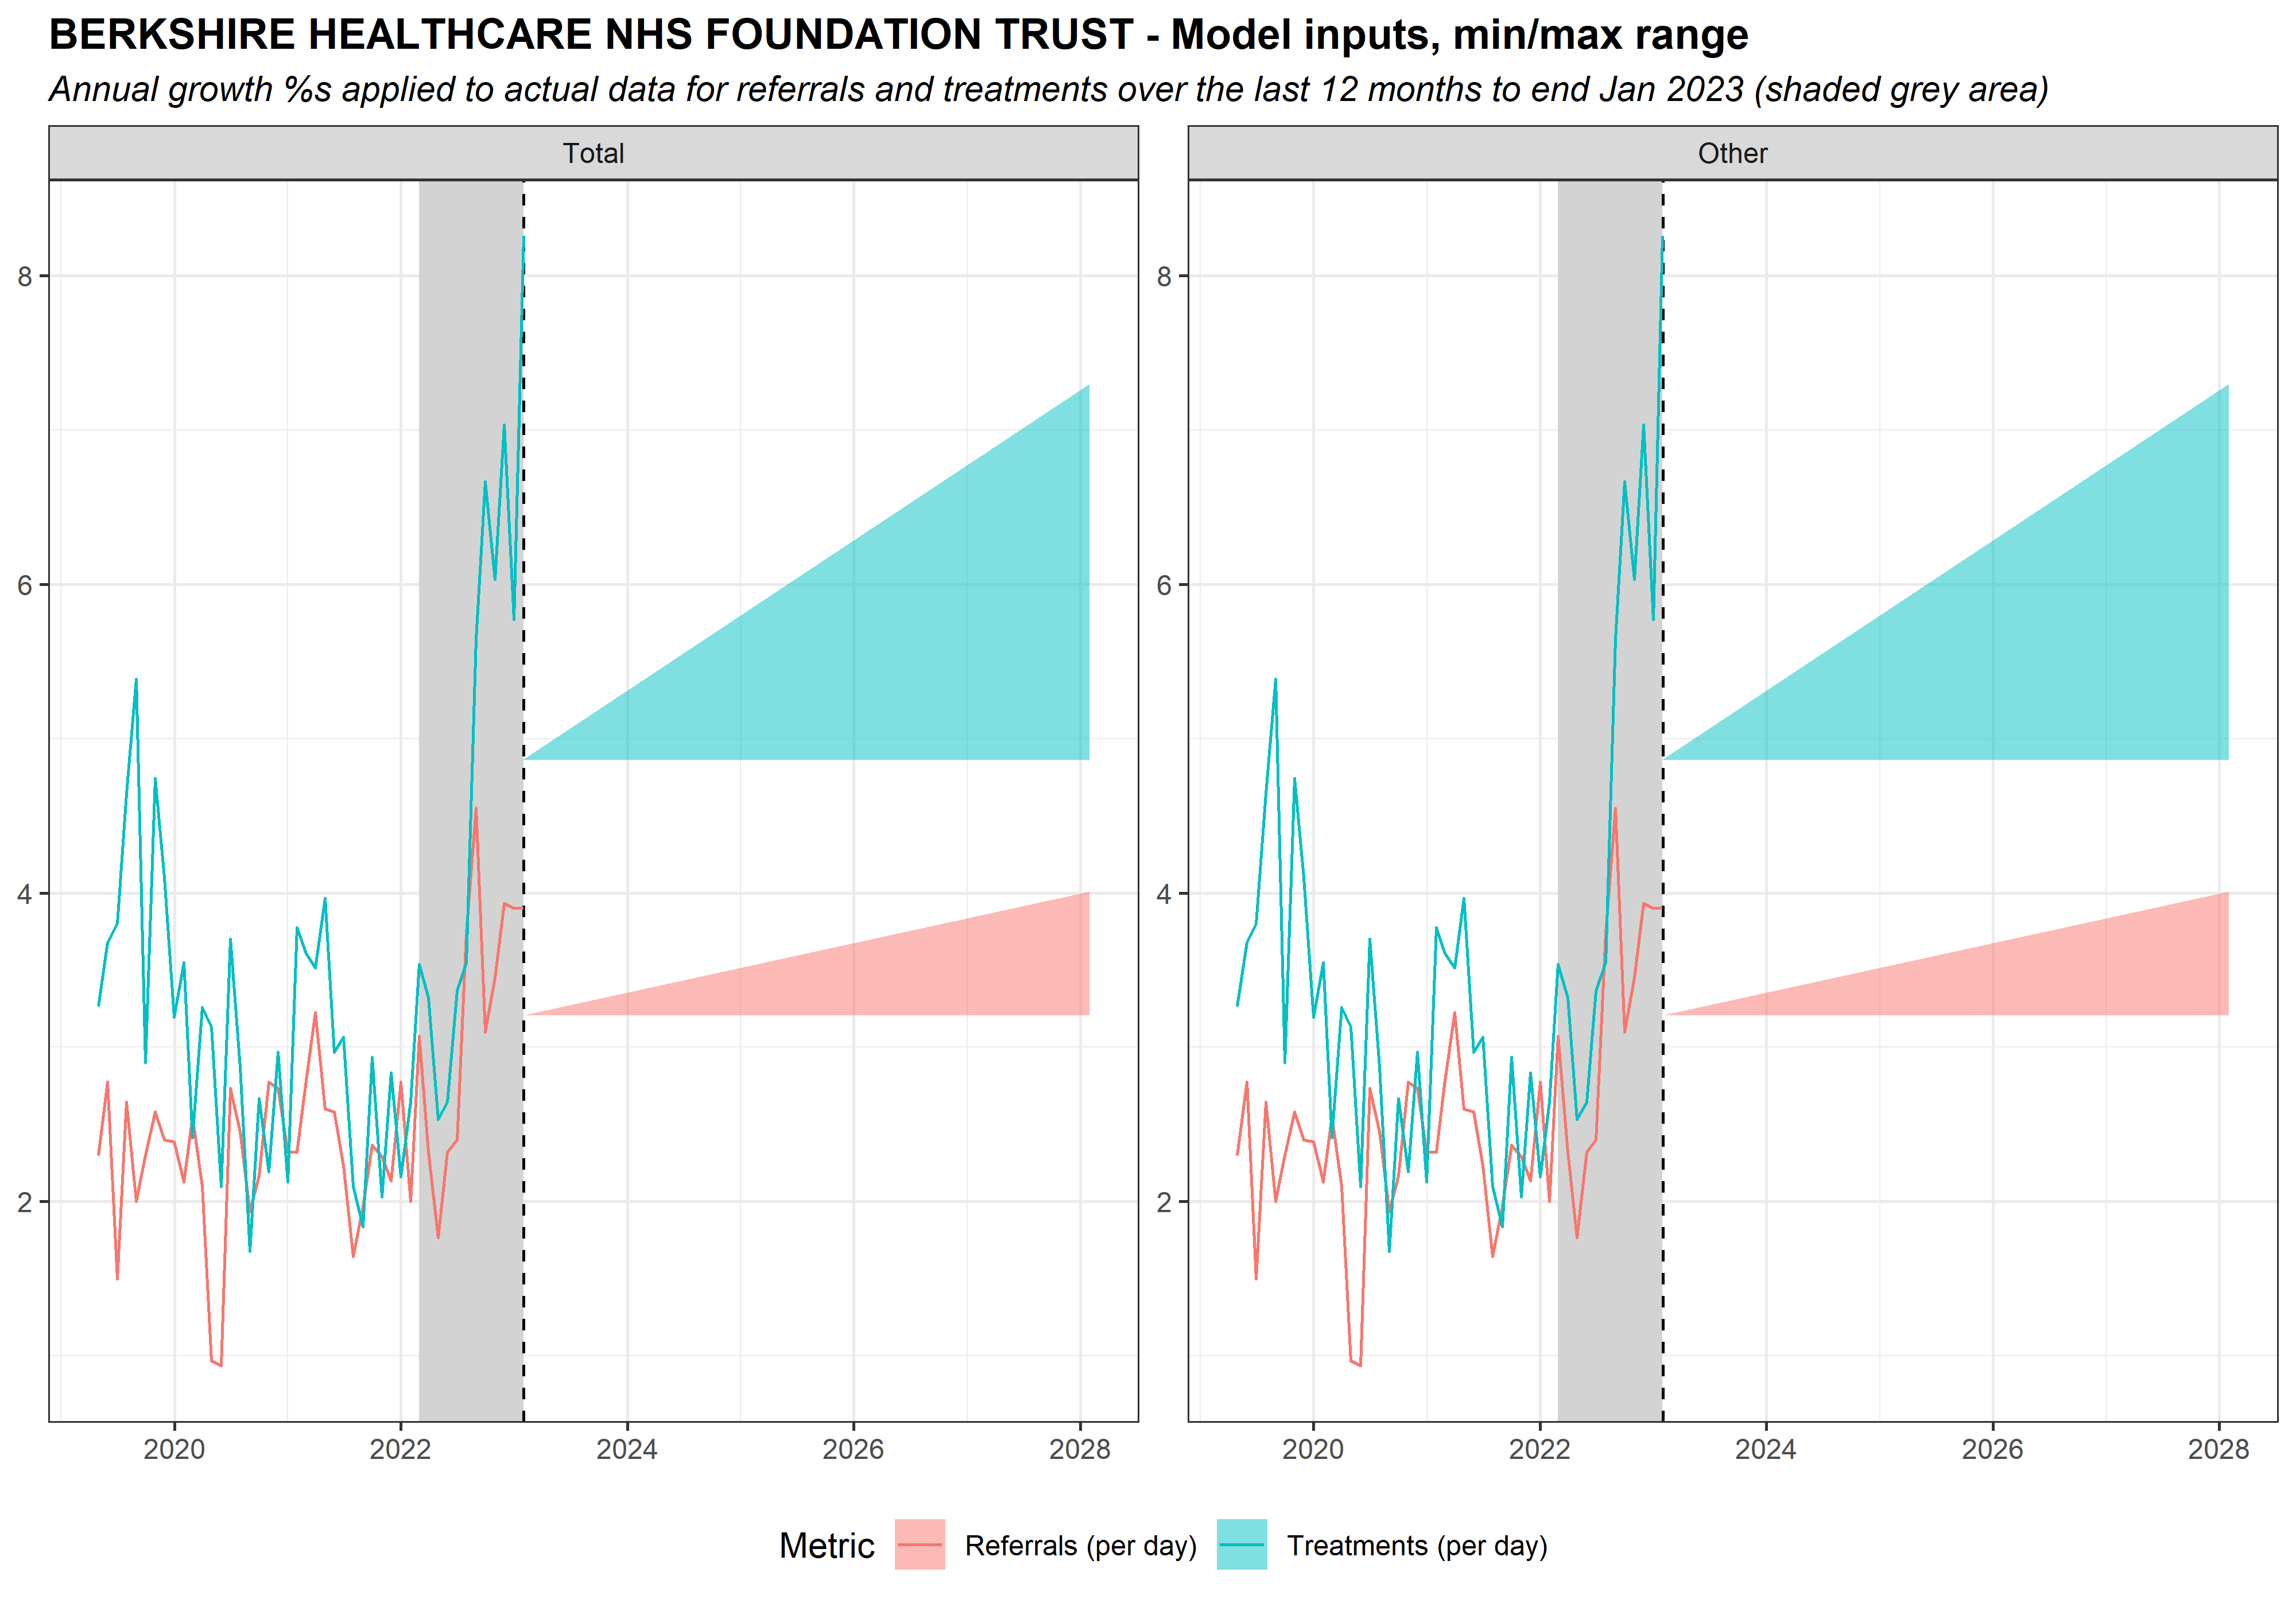 BERKSHIRE HEALTHCARE NHS FOUNDATION TRUST - Model inputs, min/max range
Annual growth %s applied to actual data for referrals and treatments over the last 12 months to end Jan 2023 (shaded grey area)
Total
Other
8
6
4
2
8
6
4
2
2020 2022 2024 2026 2028
2020 2022 2024 2026 2028
Metric Referrals (per day) Treatments (per day)